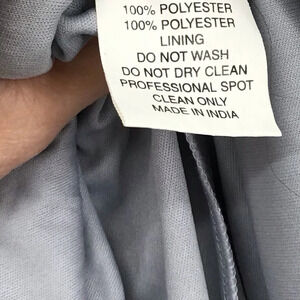 100% POLYESTER
100% POLYESTER
LINING
DO NOT WASH
DO NOT DRY CLEAN
PROFESSIONAL SPOT
CLEAN ONLY
MADE IN INDIA